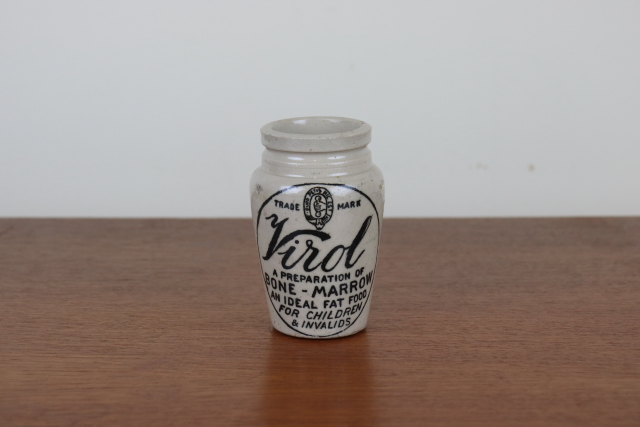 TRADE MARK
Virol
A PREPARATION OF
BONE-MARROW
AN IDEAL FAT FOOD
FOR CHILDREN
& INVALIDS